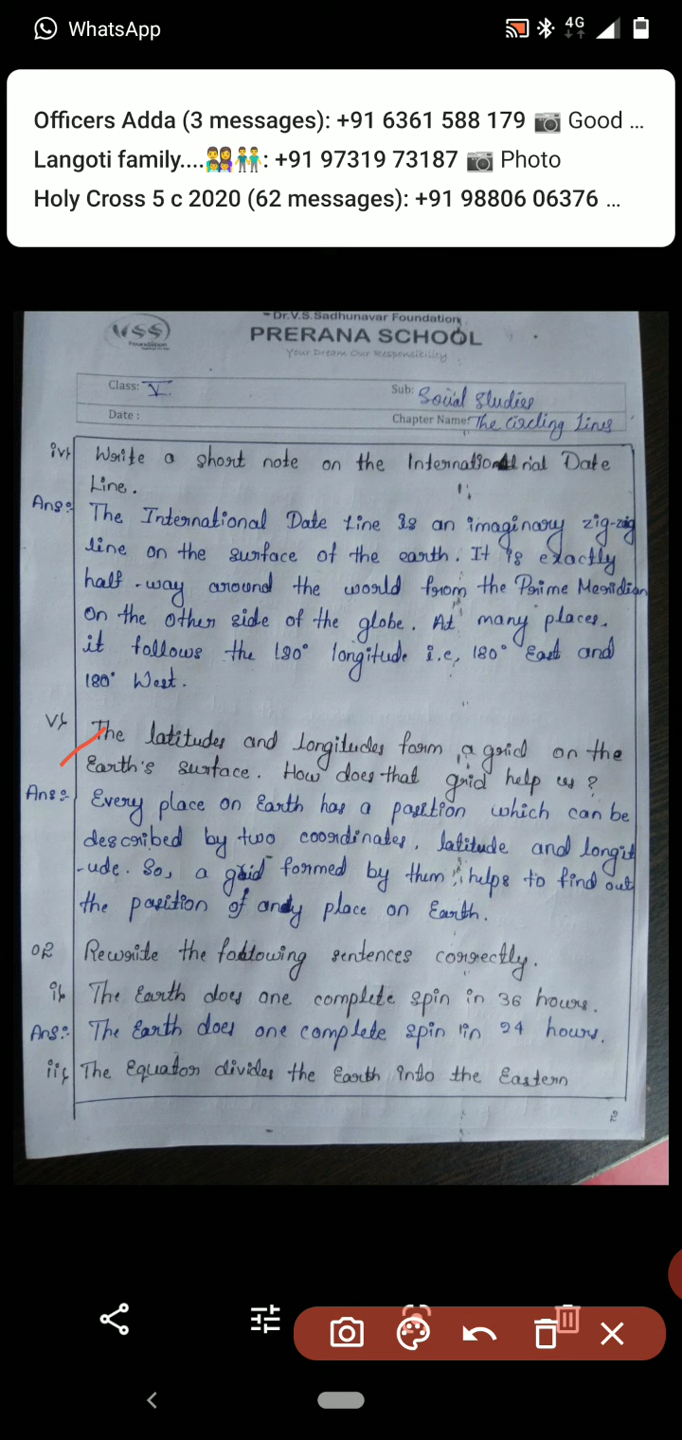 WhatsApp
4G
Officers Adda (3 messages): +91 6361 588 179 📷 Good ...
Langoti family....👨‍👩‍👧‍👦👬: +91 97319 73187 📷 Photo
Holy Cross 5 c 2020 (62 messages): +91 98806 06376 ...
Dr.V.S.Sadhunavar Foundation
VSS
Foundation
PRERANA SCHOOL
Your Dream Our Responsibility
Class: V
Sub: Social Studies
Date :
Chapter Name: The Circling Lines
iv) Write a short note on the International Date
Line.
Ans:- The International Date Line is an imaginary zig-zig
line on the surface of the earth. It is exactly
half-way around the world from the Prime Meridian
on the other side of the globe. At many places,
it follows the 180° longitude i.e, 180° East and
180° West.
v) The latitudes and longitudes form a grid on the
Earth's surface. How does that grid help us?
Ans:- Every place on Earth has a position which can be
described by two coordinates, latitude and longit
-ude. So, a grid formed by them helps to find out
the position of any place on Earth.
02 Rewrite the following sentences correctly.
i) The Earth does one complete spin in 36 hours.
Ans:- The Earth does one complete spin in 24 hours.
ii) The Equator divides the Earth into the Eastern
2